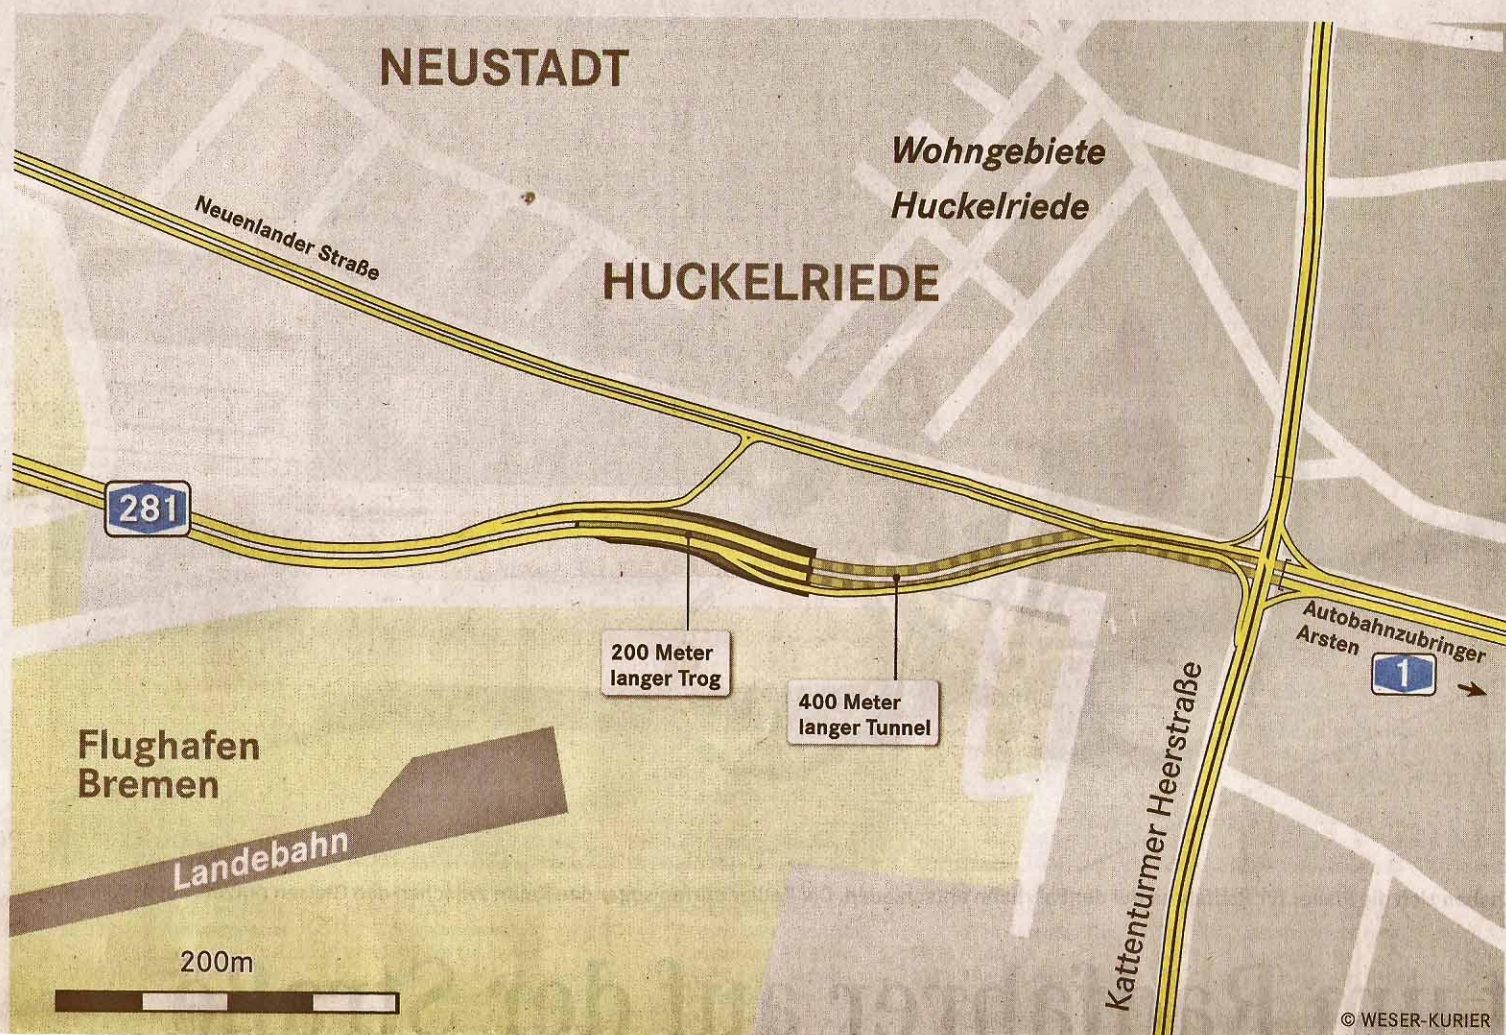 NEUSTADT
Wohngebiete
Huckelriede
Neuenlander Straße
HUCKELRIEDE
281
Autobahnzubringer
Arsten
1
200 Meter
langer Trog
400 Meter
langer Tunnel
Kattenturmer Heerstraße
Flughafen
Bremen
Landebahn
200m
© WESER-KURIER